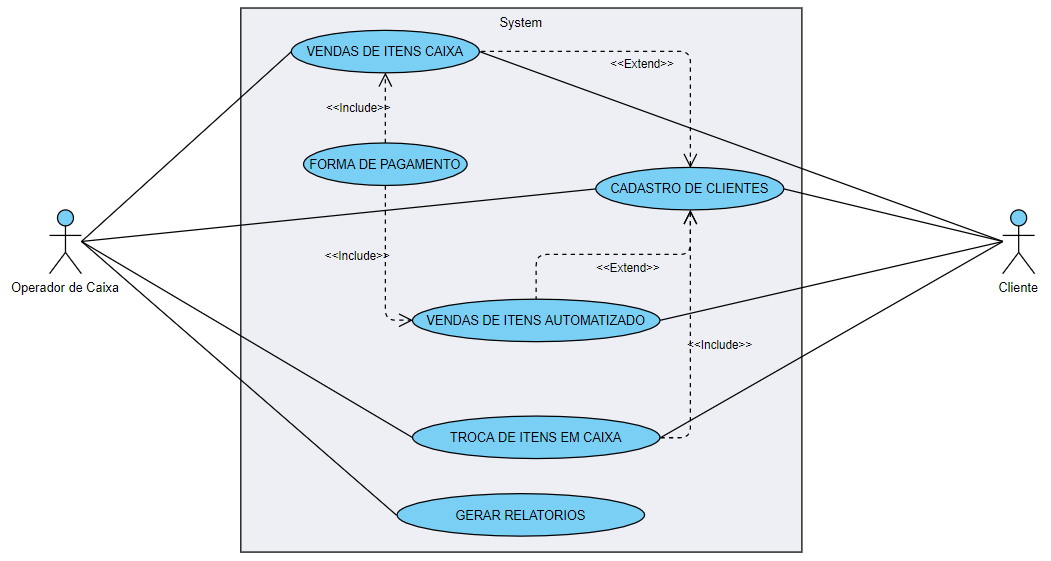 System
VENDAS DE ITENS CAIXA
<<Extend>>
<<Include>>
FORMA DE PAGAMENTO
CADASTRO DE CLIENTES
<<Include>>
<<Extend>>
Operador de Caixa
Cliente
VENDAS DE ITENS AUTOMATIZADO
<<Include>>
TROCA DE ITENS EM CAIXA
GERAR RELATORIOS